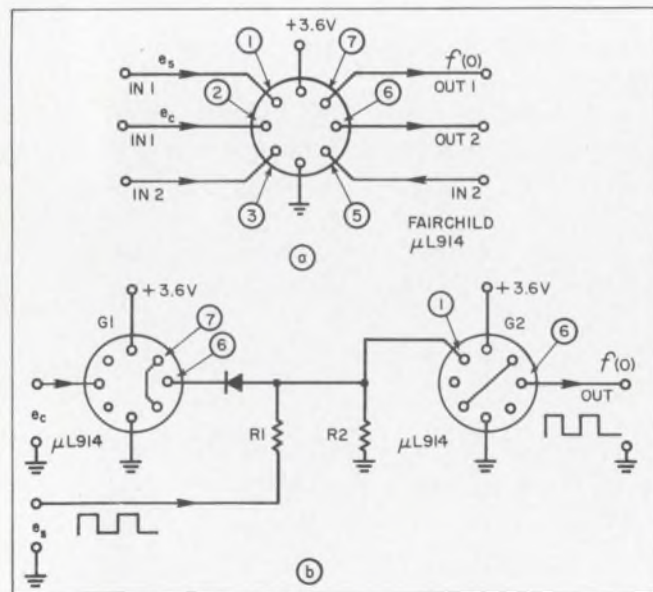 +3.6V
① ⑦
e_s f(0)
IN 1 OUT 1
② ⑥
e_c
IN 1 OUT 2
IN 2 IN 2
③ ⑤
FAIRCHILD
μL914
ⓐ
+3.6V +3.6V
G1 ⑦ ① G2
⑥ ⑥
f(0)
OUT
e_c R1 R2
μL914 μL914
e_s
ⓑ